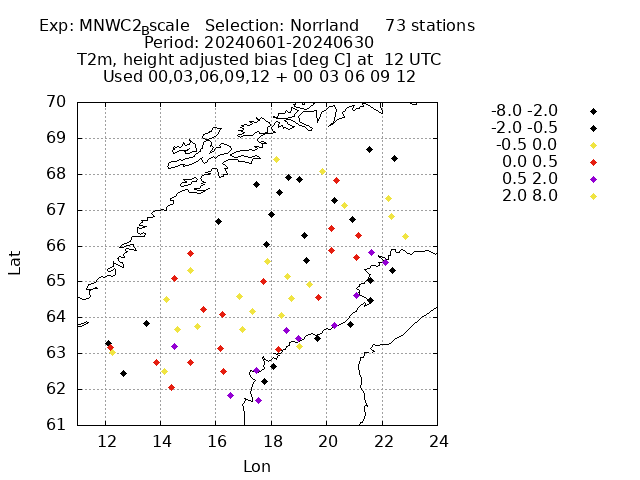 Exp: MNWC2Bscale   Selection: Norrland     73 stations
Period: 20240601-20240630
T2m, height adjusted bias [deg C] at  12 UTC
Used 00,03,06,09,12 + 00 03 06 09 12
-8.0 -2.0
-2.0 -0.5
-0.5 0.0
0.0 0.5
0.5 2.0
2.0 8.0
70
69
68
67
66
65
64
63
62
61
Lat
12 14 16 18 20 22 24
Lon